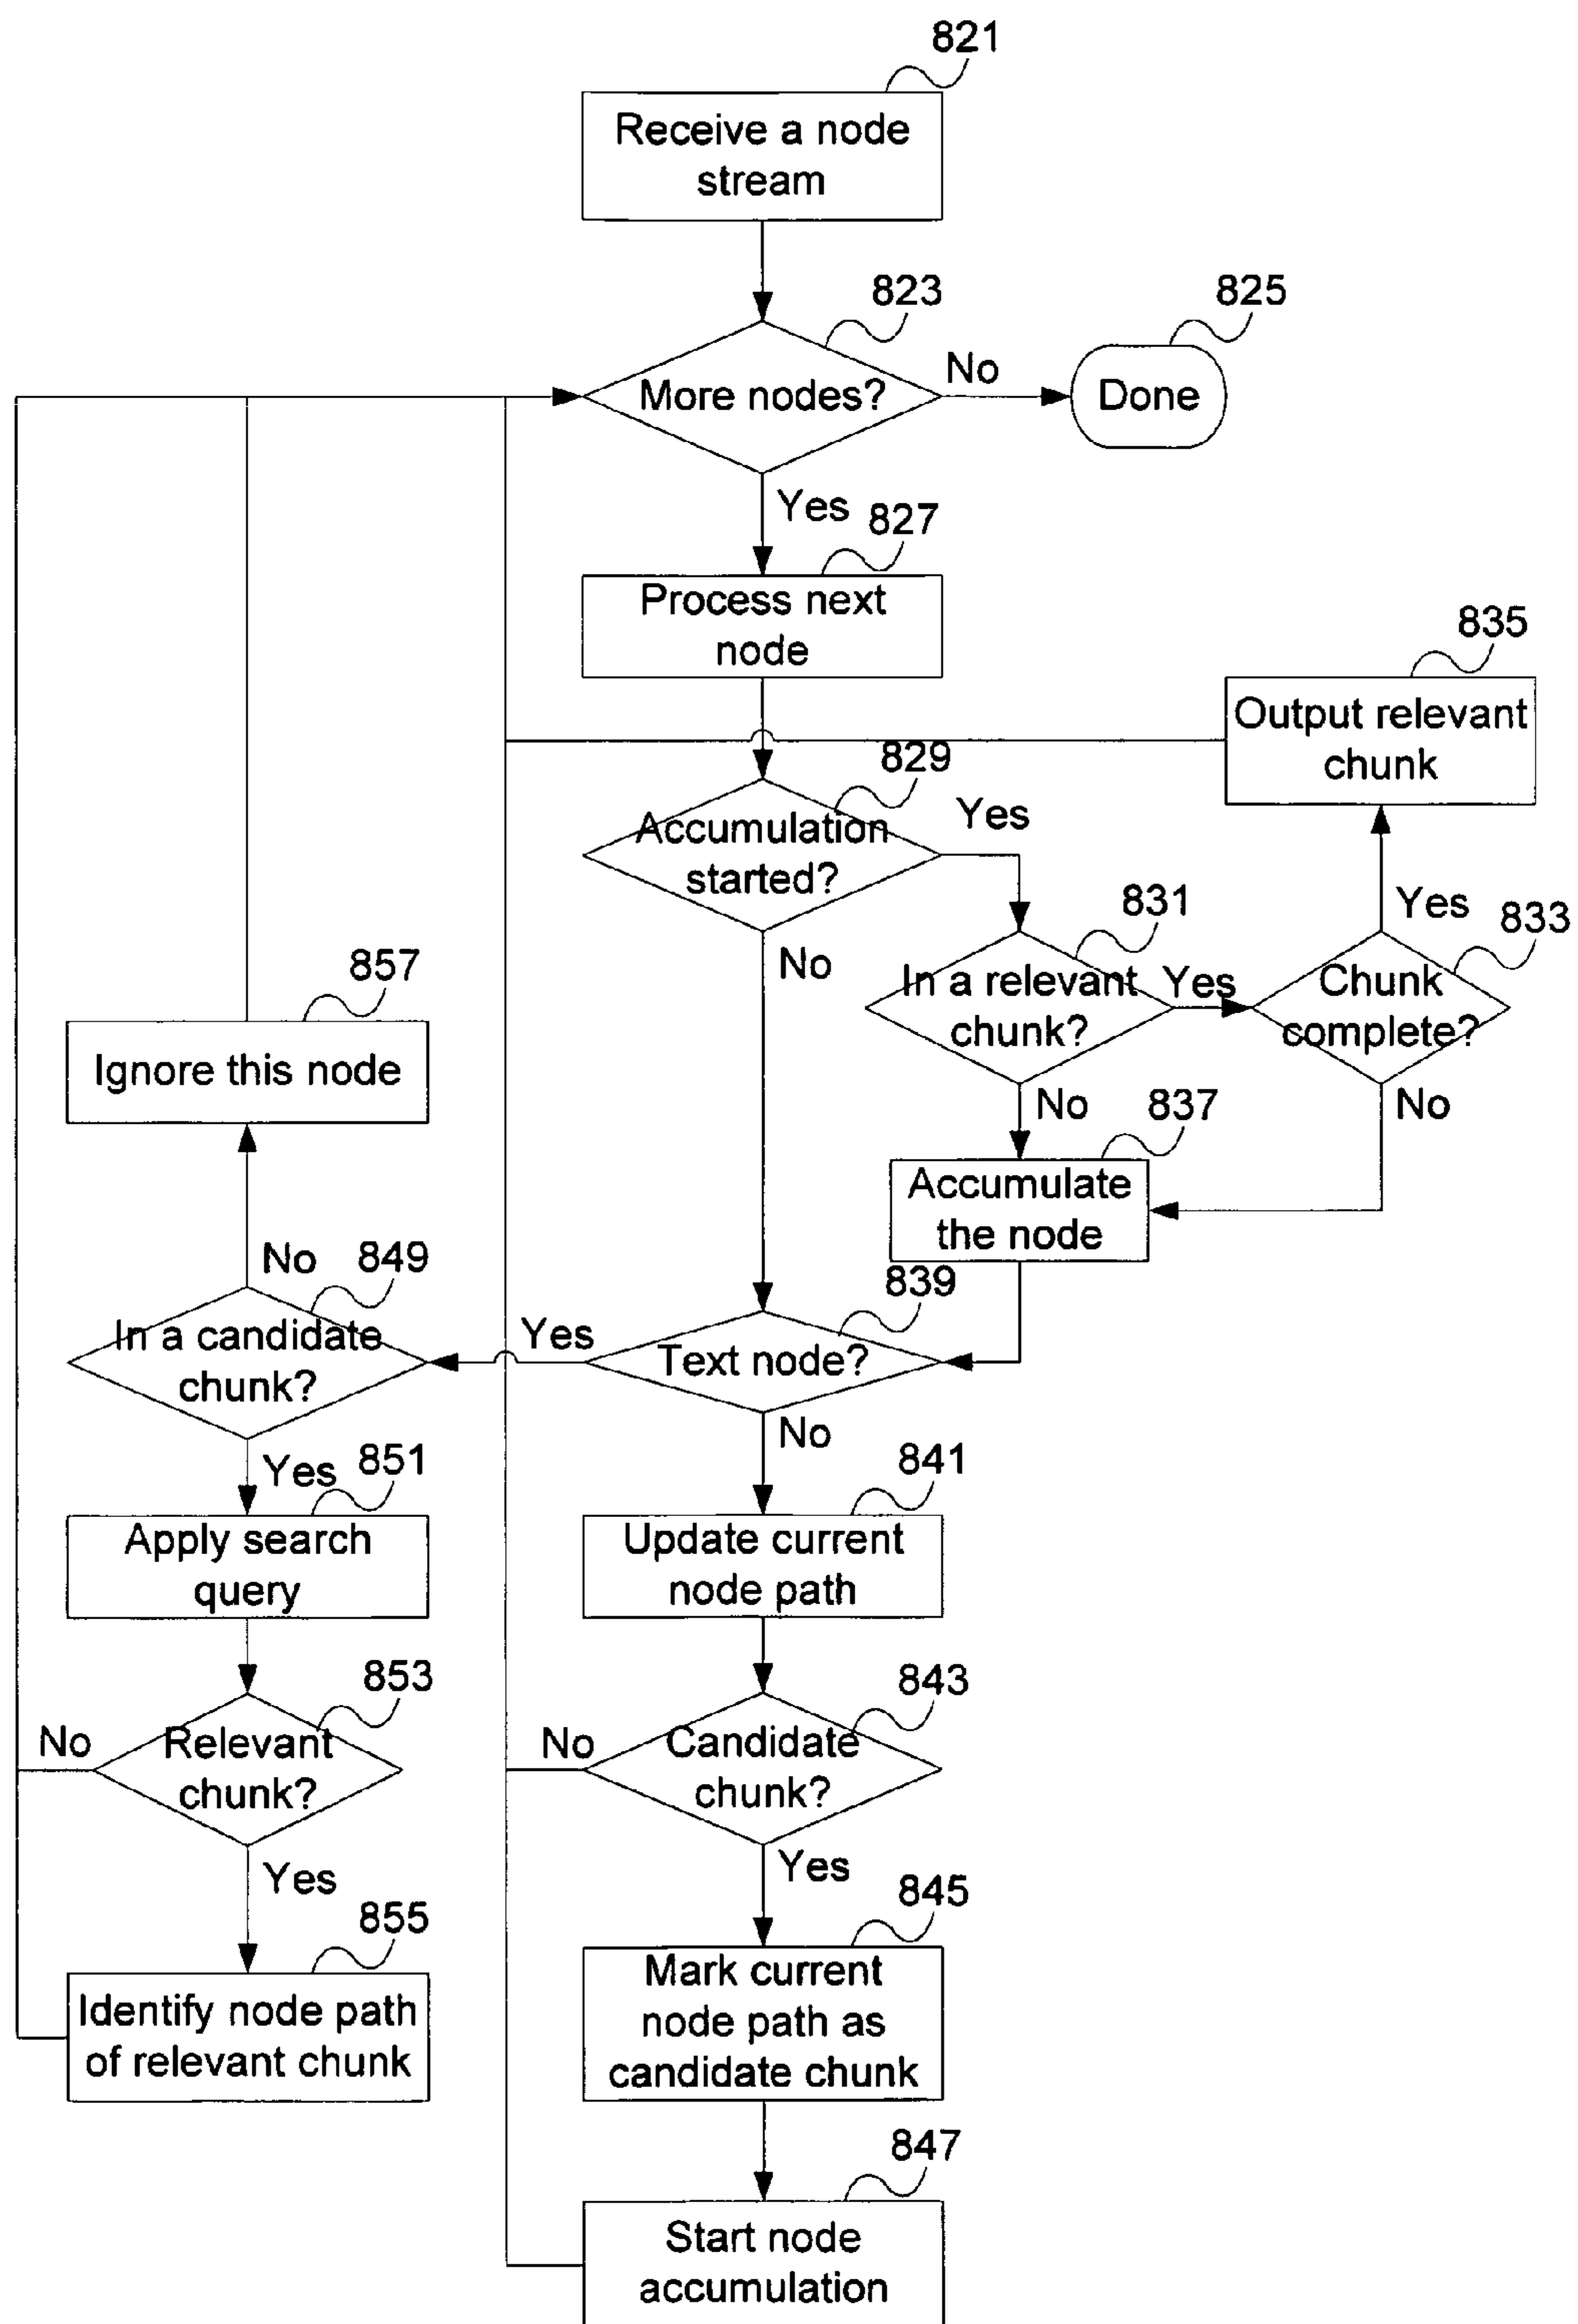 821
Receive a node
stream
823
825
More nodes?
No
Done
Yes
827
Process next
node
835
Output relevant
chunk
829
Accumulation
started?
Yes
831
Yes
833
No
In a relevant
chunk?
Yes
Chunk
complete?
857
Ignore this node
No
837
No
Accumulate
the node
No
849
839
In a candidate
chunk?
Yes
Text node?
No
Yes
851
841
Apply search
query
Update current
node path
853
843
No
Relevant
chunk?
No
Candidate
chunk?
Yes
Yes
855
845
Identify node path
of relevant chunk
Mark current
node path as
candidate chunk
847
Start node
accumulation